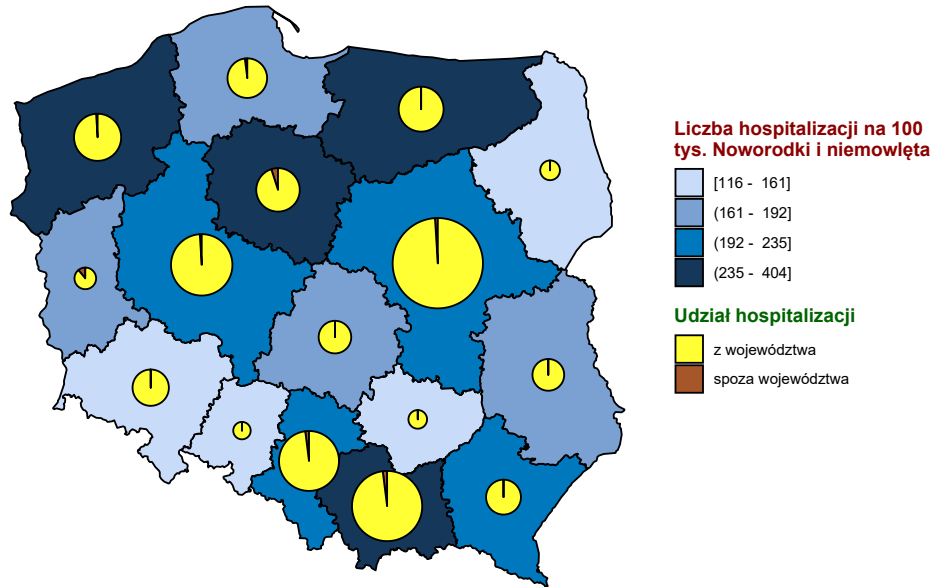 Liczba hospitalizacji na 100
tys. Noworodki i niemowlęta
[116 - 161]
(161 - 192]
(192 - 235]
(235 - 404]
Udział hospitalizacji
z województwa
spoza województwa